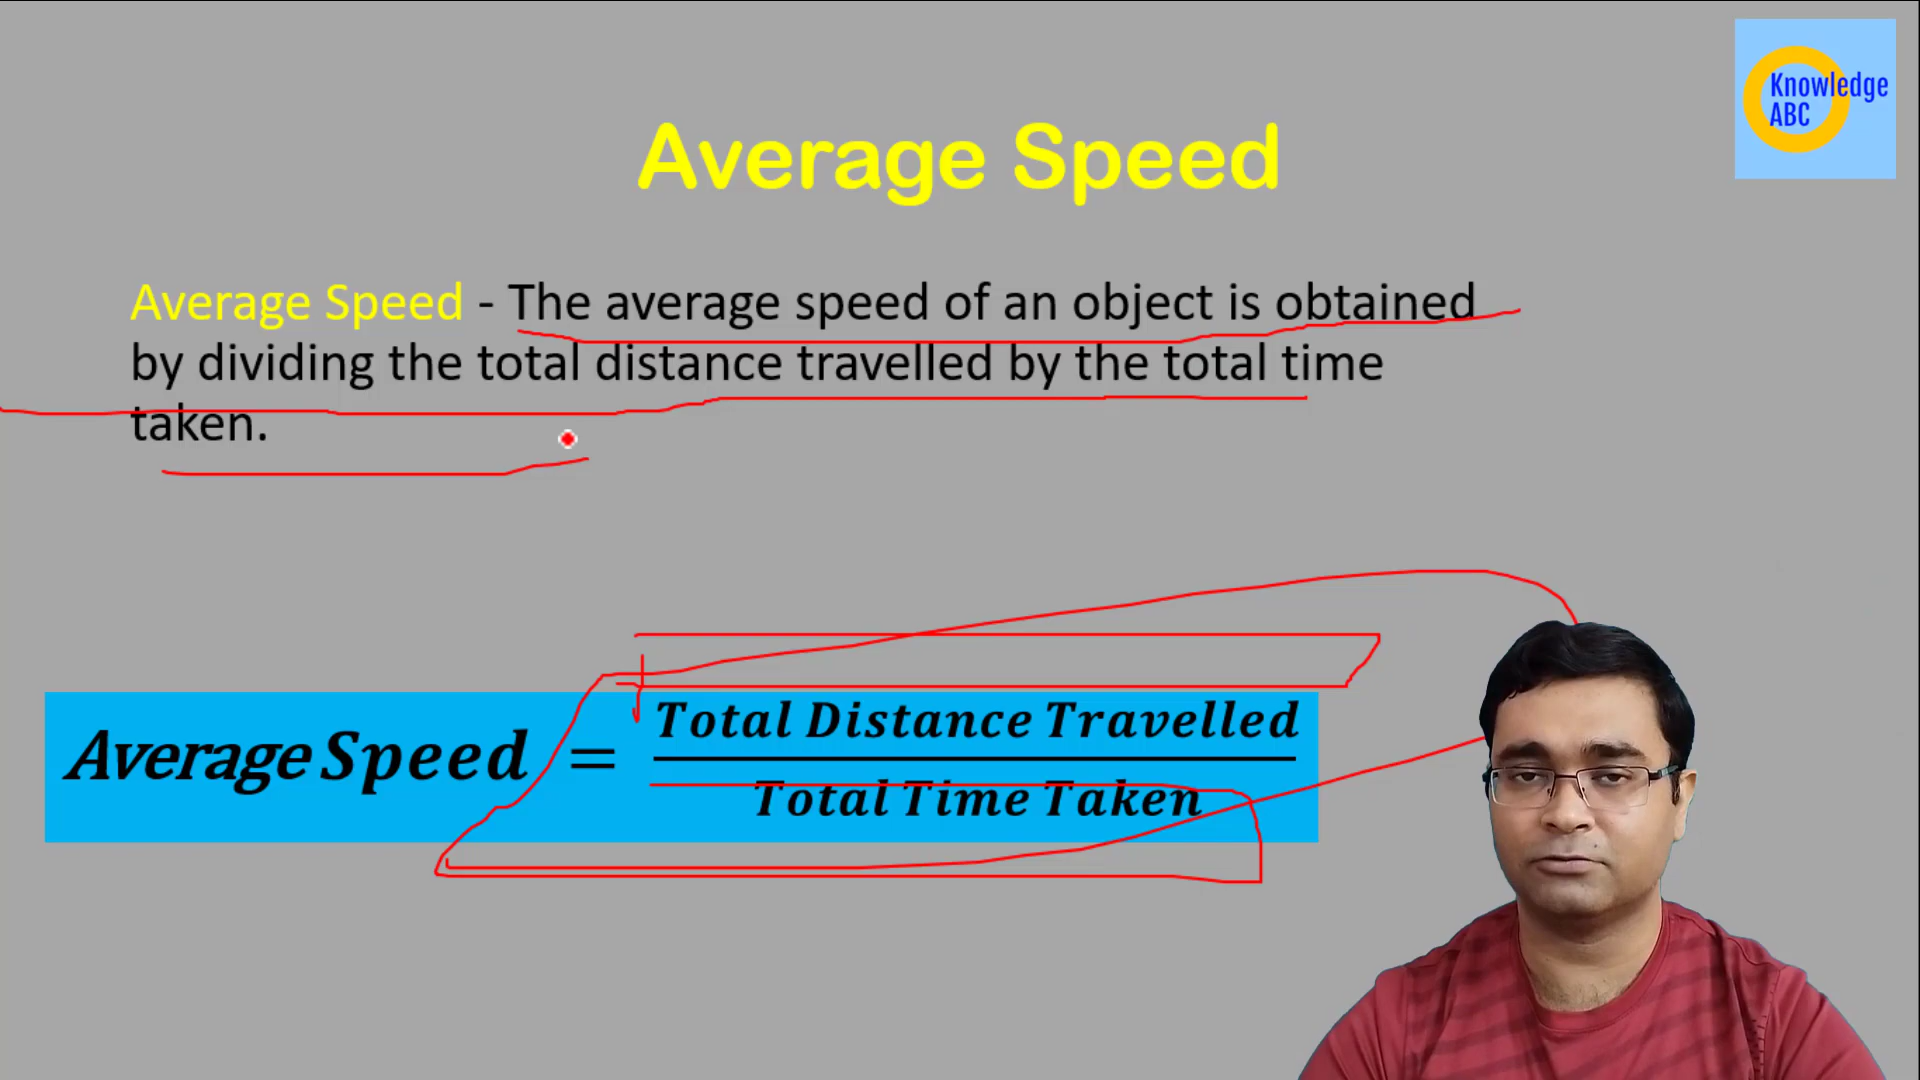 Knowledge
ABC
Average Speed
Average Speed - The average speed of an object is obtained
by dividing the total distance travelled by the total time
taken.
Average Speed = Total Distance Travelled
Total Time Taken